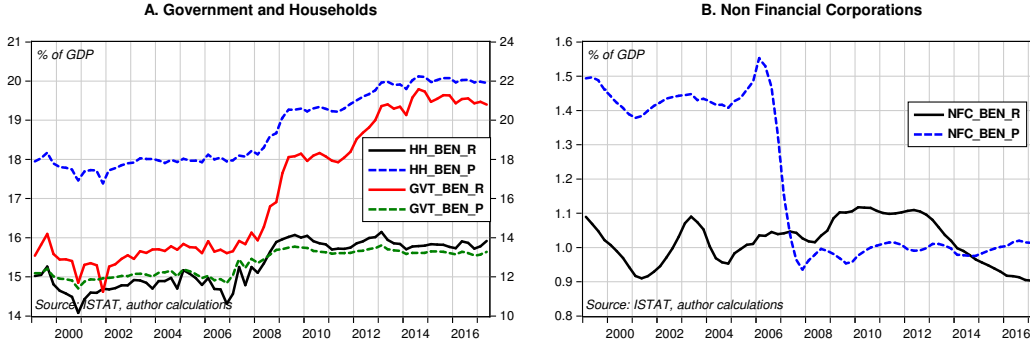 A. Government and Households
% of GDP
21
20
19
18
17
16
15
14
24
22
20
18
16
14
12
10
HH_BEN_R
HH_BEN_P
GVT_BEN_R
GVT_BEN_P
Source: ISTAT, author calculations
2000 2002 2004 2006 2008 2010 2012 2014 2016
B. Non Financial Corporations
% of GDP
1.6
1.5
1.4
1.3
1.2
1.1
1.0
0.9
0.8
NFC_BEN_R
NFC_BEN_P
Source: ISTAT, author calculations
2000 2002 2004 2006 2008 2010 2012 2014 2016